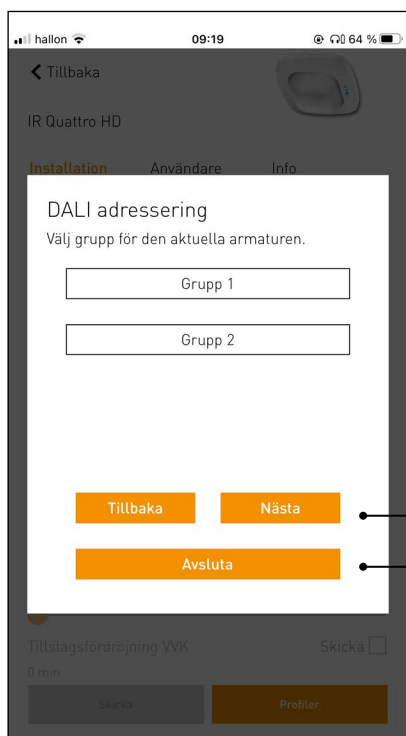 hallon 09:19 64 %
Tillbaka
IR Quattro HD
Installation Användare Info
DALI adressering
Välj grupp för den aktuella armaturen.
Grupp 1
Grupp 2
Tillbaka Nästa
Avsluta
Tillslagsfördröjning VVK Skicka
0 min
Skicka Profiler